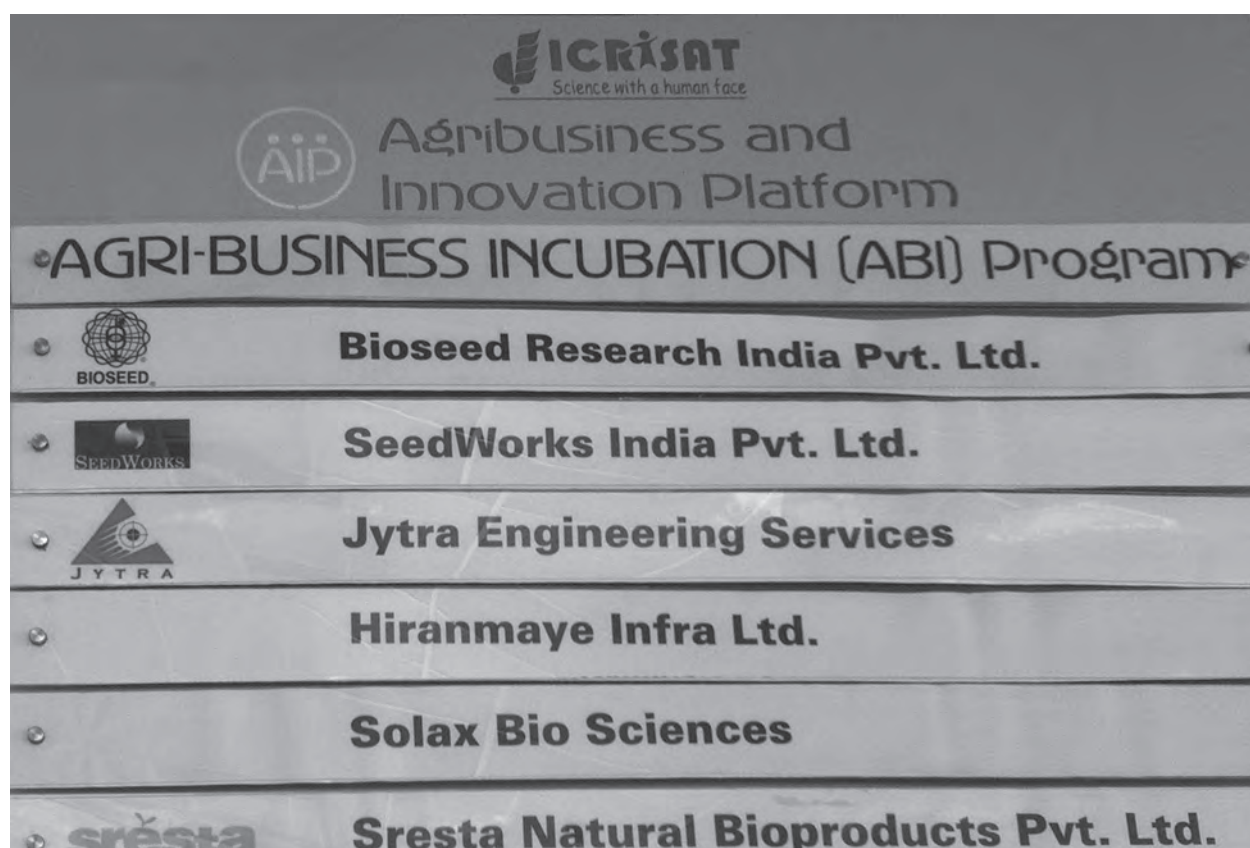 ICRISAT
Science with a human face
AIP
Agribusiness and
Innovation Platform
AGRI-BUSINESS INCUBATION (ABI) Program
BIOSEED®
Bioseed Research India Pvt. Ltd.
SEEDWORKS
SeedWorks India Pvt. Ltd.
JYTRA
Jytra Engineering Services
Hiranmaye Infra Ltd.
Solax Bio Sciences
sresta
Sresta Natural Bioproducts Pvt. Ltd.